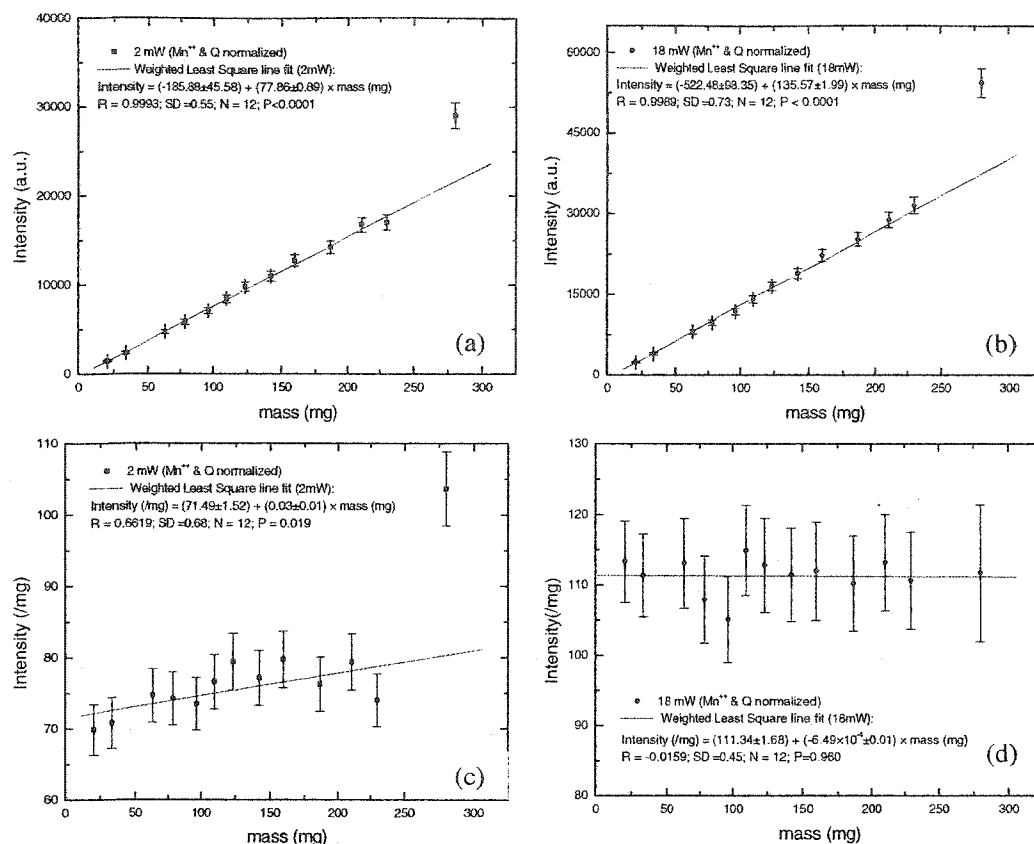 40000
30000
20000
10000
0
Intensity (a.u.)
2 mW (Mn⁺⁺ & Q normalized)
Weighted Least Square line fit (2mW):
Intensity = (-185.88±45.58) + (77.86±0.89) × mass (mg)
R = 0.9993; SD =0.55; N = 12; P<0.0001
(a)
0 50 100 150 200 250 300
mass (mg)
60000
45000
30000
15000
0
Intensity (a.u.)
18 mW (Mn⁺⁺ & Q normalized)
Weighted Least Square line fit (18mW):
Intensity = (-522.48±98.35) + (135.57±1.99) × mass (mg)
R = 0.9989; SD =0.73; N = 12; P < 0.0001
(b)
0 50 100 150 200 250 300
mass (mg)
110
100
90
80
70
60
Intensity (/mg)
2 mW (Mn⁺⁺ & Q normalized)
Weighted Least Square line fit (2mW):
Intensity (/mg) = (71.49±1.52) + (0.03±0.01) × mass (mg)
R = 0.6619; SD =0.68; N = 12; P = 0.019
(c)
0 50 100 150 200 250 300
mass (mg)
130
120
110
100
90
80
Intensity(/mg)
18 mW (Mn⁺⁺ & Q normalized)
Weighted Least Square line fit (18mW):
Intensity (/mg) = (111.34±1.68) + (-6.49×10⁻⁴±0.01) × mass (mg)
R = -0.0159; SD =0.45; N = 12; P=0.960
(d)
0 50 100 150 200 250 300
mass (mg)